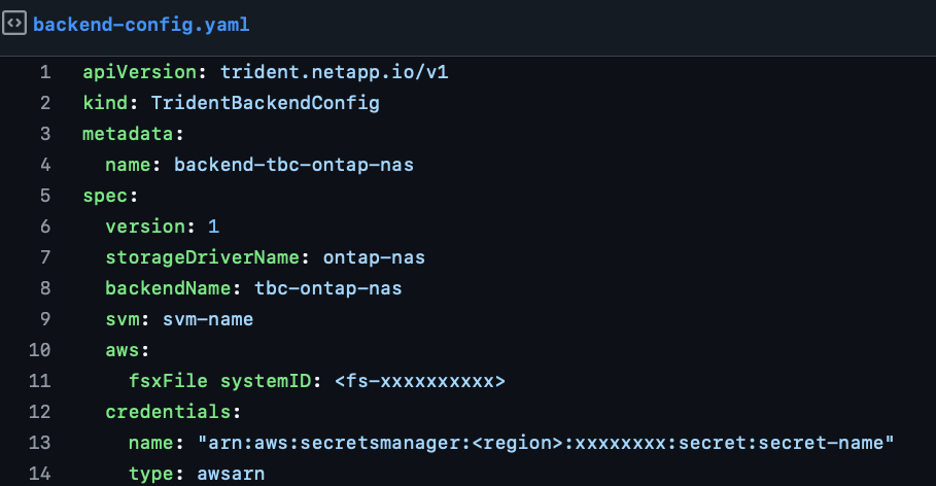 backend-config.yaml
1 apiVersion: trident.netapp.io/v1
2 kind: TridentBackendConfig
3 metadata:
4   name: backend-tbc-ontap-nas
5 spec:
6   version: 1
7   storageDriverName: ontap-nas
8   backendName: tbc-ontap-nas
9   svm: svm-name
10   aws:
11     fsxFile systemID: <fs-xxxxxxxxxx>
12   credentials:
13     name: "arn:aws:secretsmanager:<region>:xxxxxxxx:secret:secret-name"
14     type: awsarn